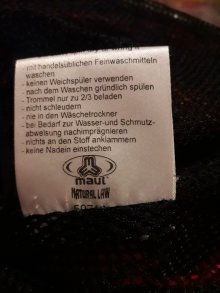 - mit handelsüblichen Feinwaschmitteln
waschen
- keinen Weichspüler verwenden
- nach dem Waschen gründlich spülen
- Trommel nur zu 2/3 beladen
- nicht schleudern
- nie in den Wäschetrockner
- bei Bedarf zur Wasser-und Schmutz-
abweisung nachimprägnieren
- nichts an den Stoff anklammern
- keine Nadeln einstechen
maul
NATURAL LAW